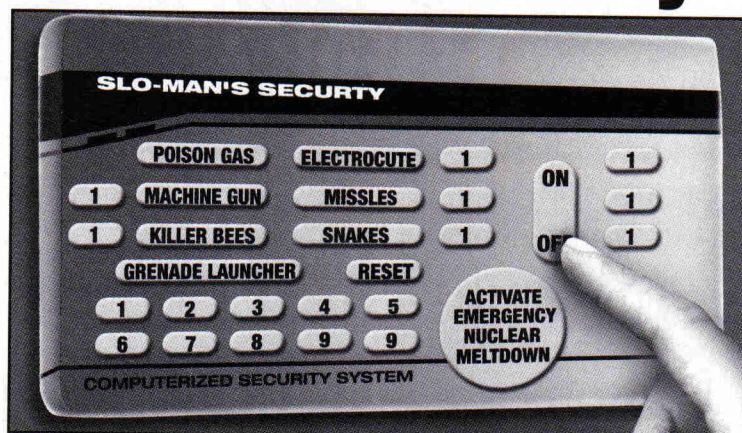 SLO-MAN'S SECURTY
POISON GAS ELECTROCUTE 1 ON 1
1 MACHINE GUN MISSLES 1 1
1 KILLER BEES SNAKES 1 OFF 1
GRENADE LAUNCHER RESET
1 2 3 4 5
6 7 8 9 9
ACTIVATE
EMERGENCY
NUCLEAR
MELTDOWN
COMPUTERIZED SECURITY SYSTEM